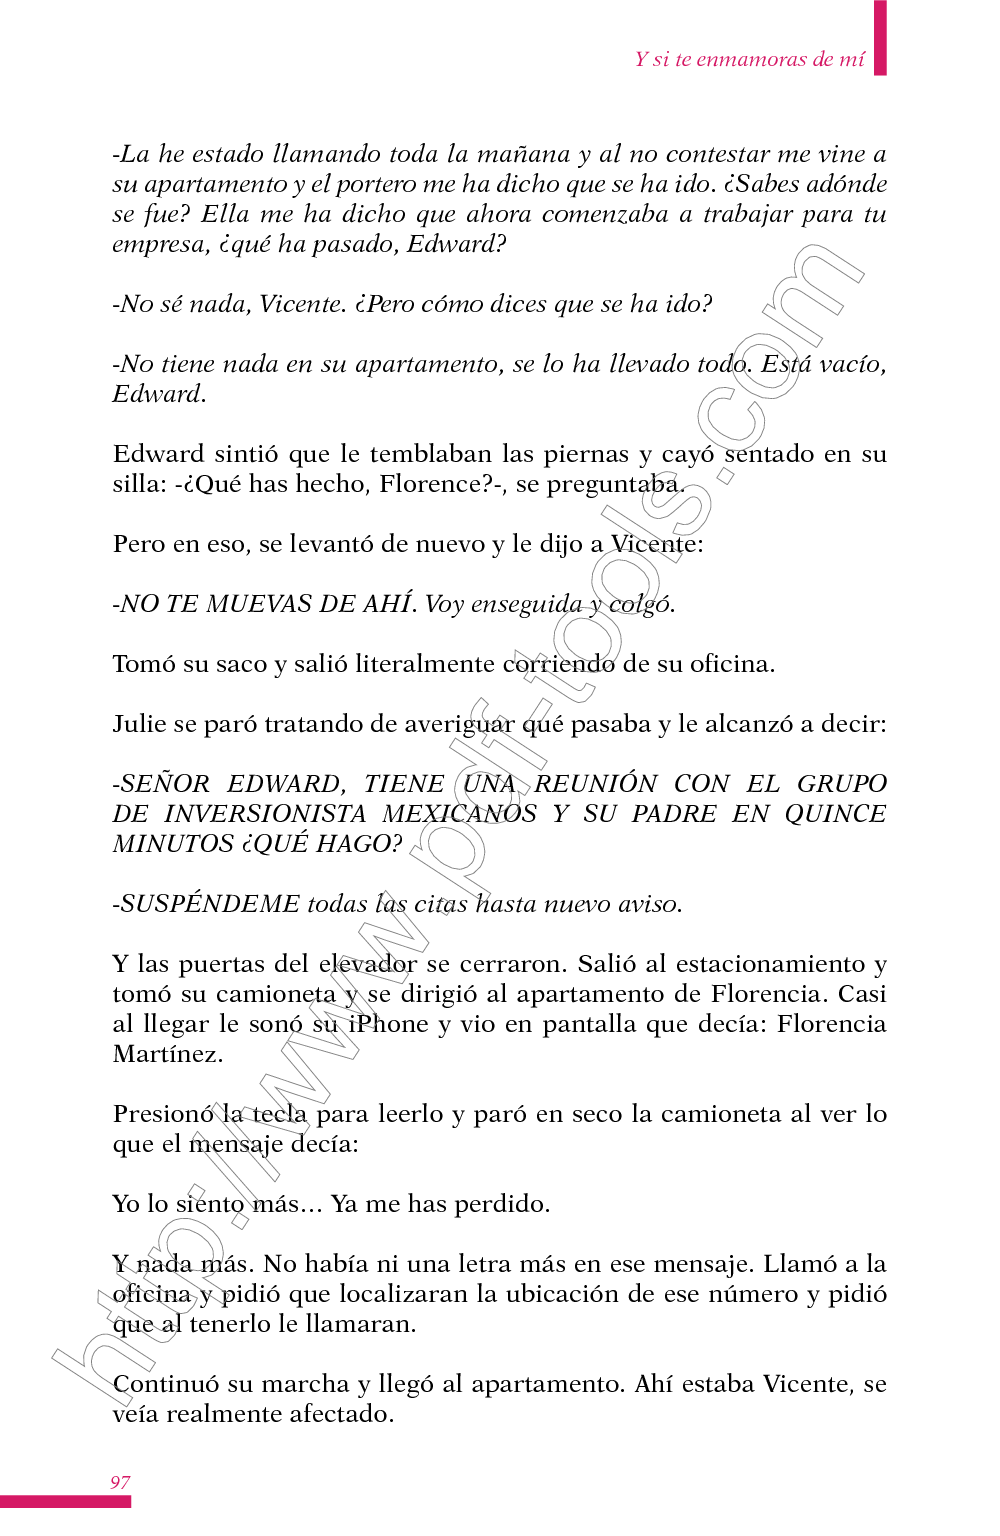 Y si te enmamoras de mí
-La he estado llamando toda la mañana y al no contestar me vine a
su apartamento y el portero me ha dicho que se ha ido. ¿Sabes adónde
se fue? Ella me ha dicho que ahora comenzaba a trabajar para tu
empresa, ¿qué ha pasado, Edward?
-No sé nada, Vicente. ¿Pero cómo dices que se ha ido?
-No tiene nada en su apartamento, se lo ha llevado todo. Está vacío,
Edward.
Edward sintió que le temblaban las piernas y cayó sentado en su
silla: -¿Qué has hecho, Florence?-, se preguntaba.
Pero en eso, se levantó de nuevo y le dijo a Vicente:
-NO TE MUEVAS DE AHÍ. Voy enseguida y colgó.
Tomó su saco y salió literalmente corriendo de su oficina.
Julie se paró tratando de averiguar qué pasaba y le alcanzó a decir:
-SEÑOR EDWARD, TIENE UNA REUNIÓN CON EL GRUPO
DE INVERSIONISTA MEXICANOS Y SU PADRE EN QUINCE
MINUTOS ¿QUÉ HAGO?
-SUSPÉNDEME todas las citas hasta nuevo aviso.
Y las puertas del elevador se cerraron. Salió al estacionamiento y
tomó su camioneta y se dirigió al apartamento de Florencia. Casi
al llegar le sonó su iPhone y vio en pantalla que decía: Florencia
Martínez.
Presionó la tecla para leerlo y paró en seco la camioneta al ver lo
que el mensaje decía:
Yo lo siento más... Ya me has perdido.
Y nada más. No había ni una letra más en ese mensaje. Llamó a la
oficina y pidió que localizaran la ubicación de ese número y pidió
que al tenerlo le llamaran.
Continuó su marcha y llegó al apartamento. Ahí estaba Vicente, se
veía realmente afectado.
97
http://www.pdf-tools.com